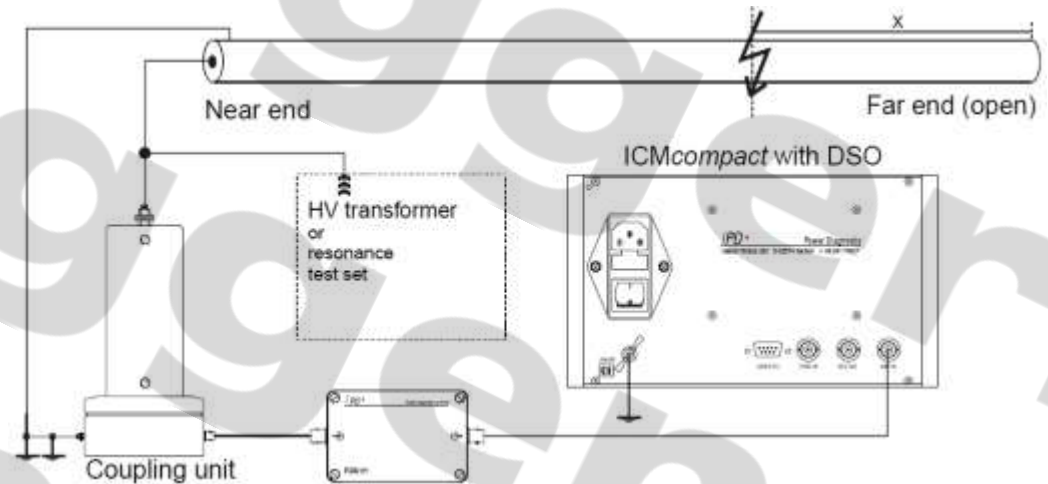 X
Near end
Far end (open)
ICMcompact with DSO
HV transformer
or
resonance
test set
Power Diagnostix
Coupling unit